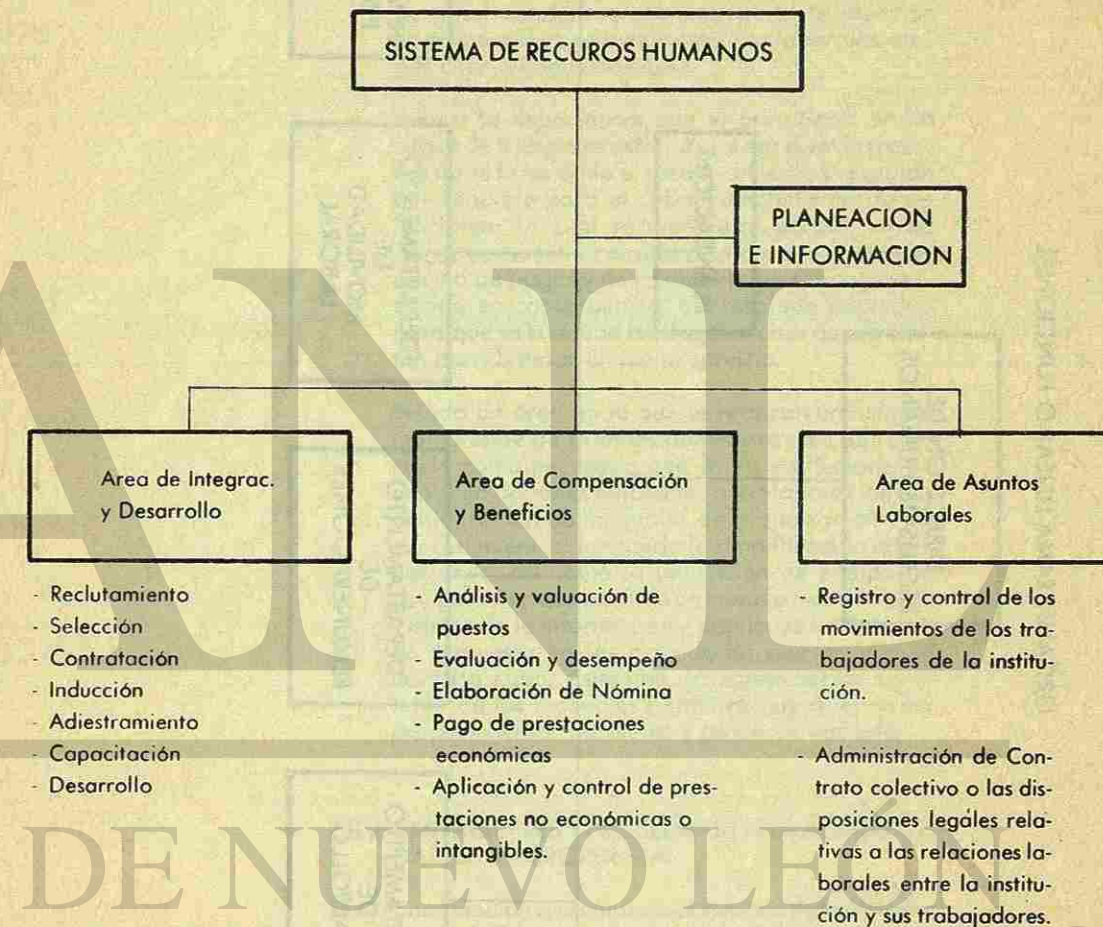 SISTEMA DE RECUROS HUMANOS
PLANEACION
E INFORMACION
Area de Integrac.
y Desarrollo
- Reclutamiento
- Selección
- Contratación
- Inducción
- Adiestramiento
- Capacitación
- Desarrollo
Area de Compensación
y Beneficios
- Análisis y valuación de
puestos
- Evaluación y desempeño
- Elaboración de Nómina
- Pago de prestaciones
económicas
- Aplicación y control de pres-
taciones no económicas o
intangibles.
Area de Asuntos
Laborales
- Registro y control de los
movimientos de los tra-
bajadores de la institu-
ción.
- Administración de Con-
trato colectivo o las dis-
posiciones legáles rela-
tivas a las relaciones la-
borales entre la institu-
ción y sus trabajadores.
ANL
DE NUEVO LEÓN